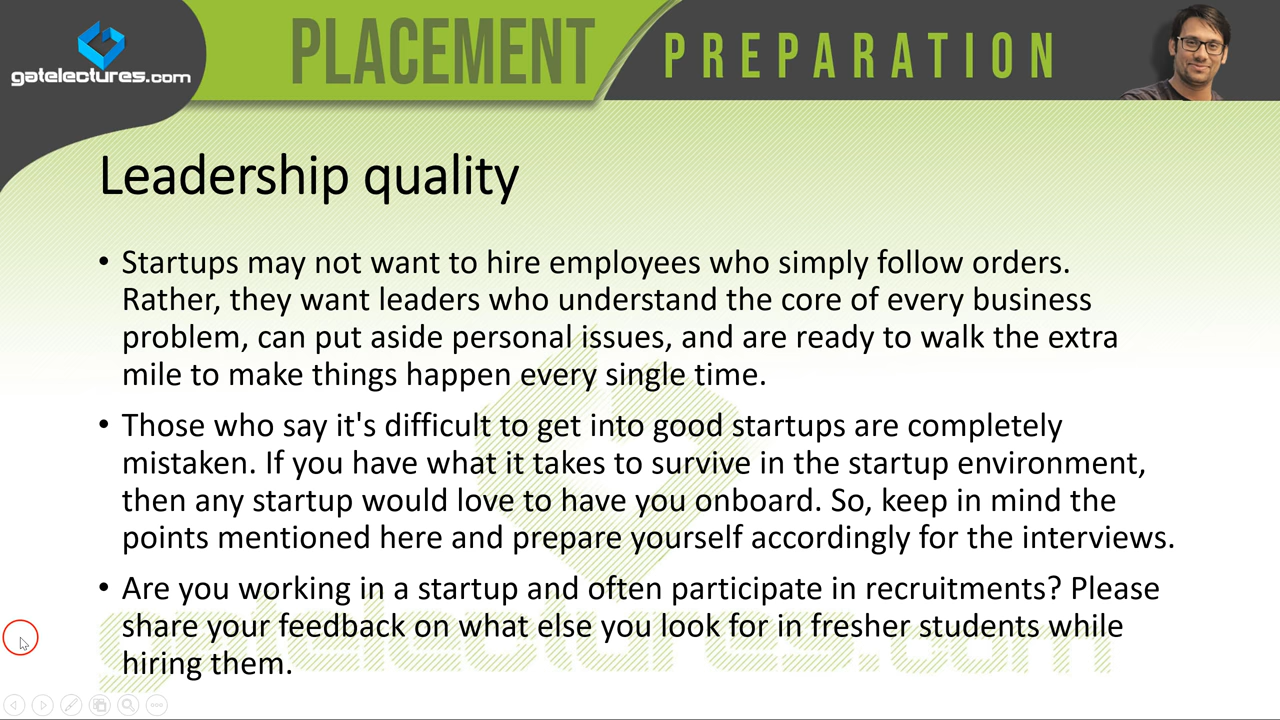 gatelectures.com
PLACEMENT PREPARATION
Leadership quality
• Startups may not want to hire employees who simply follow orders.
Rather, they want leaders who understand the core of every business
problem, can put aside personal issues, and are ready to walk the extra
mile to make things happen every single time.
• Those who say it's difficult to get into good startups are completely
mistaken. If you have what it takes to survive in the startup environment,
then any startup would love to have you onboard. So, keep in mind the
points mentioned here and prepare yourself accordingly for the interviews.
• Are you working in a startup and often participate in recruitments? Please
share your feedback on what else you look for in fresher students while
hiring them.
gatelectures.com